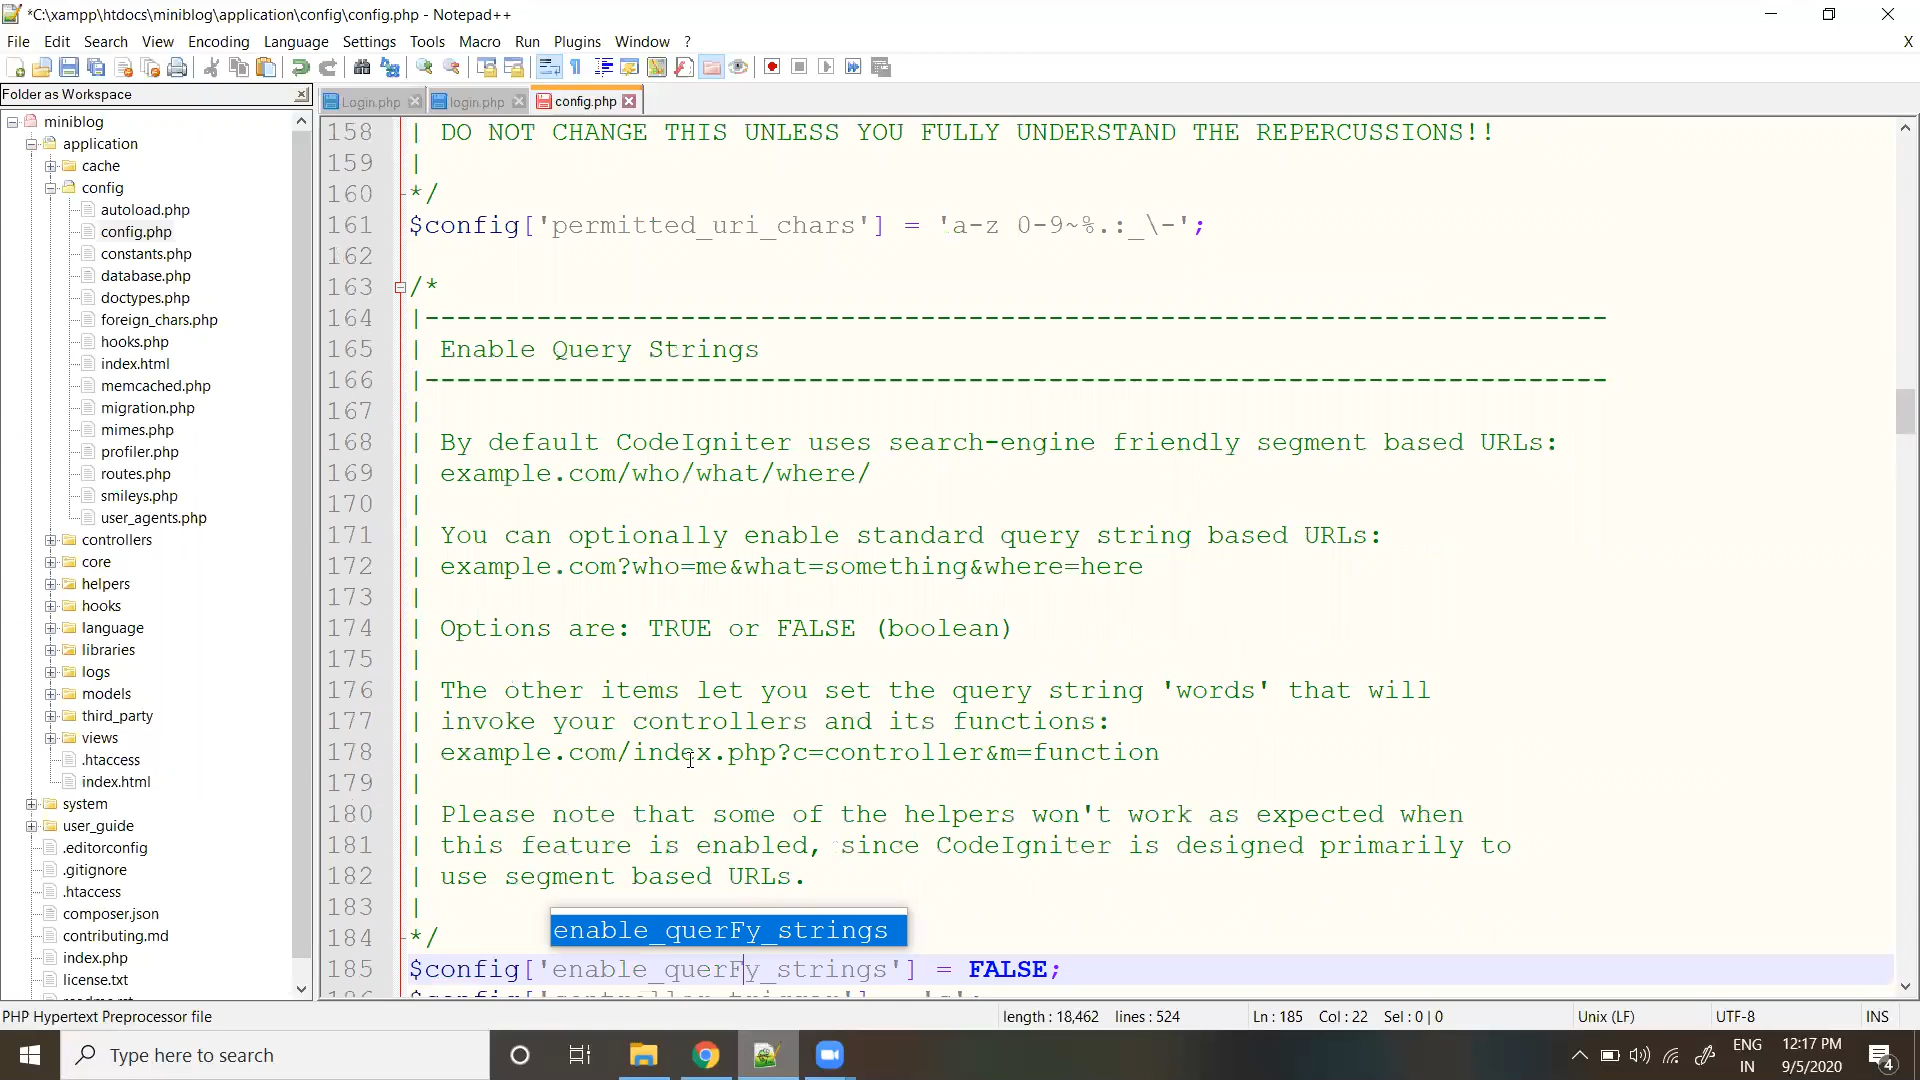 *C:\xampp\htdocs\miniblog\application\config\config.php - Notepad++
File Edit Search View Encoding Language Settings Tools Macro Run Plugins Window ? X
Folder as Workspace
Login.php login.php config.php
miniblog
application
cache
config
autoload.php
config.php
constants.php
database.php
doctypes.php
foreign_chars.php
hooks.php
index.html
memcached.php
migration.php
mimes.php
profiler.php
routes.php
smileys.php
user_agents.php
controllers
core
helpers
hooks
language
libraries
logs
models
third_party
views
.htaccess
index.html
system
user_guide
.editorconfig
.gitignore
.htaccess
composer.json
contributing.md
index.php
license.txt
158 | DO NOT CHANGE THIS UNLESS YOU FULLY UNDERSTAND THE REPERCUSSIONS!!
159 |
160 */
161 $config['permitted_uri_chars'] = 'a-z 0-9~%.:_\-';
162
163 /*
164 |--------------------------------------------------------------------------
165 | Enable Query Strings
166 |--------------------------------------------------------------------------
167 |
168 | By default CodeIgniter uses search-engine friendly segment based URLs:
169 | example.com/who/what/where/
170 |
171 | You can optionally enable standard query string based URLs:
172 | example.com?who=me&what=something&where=here
173 |
174 | Options are: TRUE or FALSE (boolean)
175 |
176 | The other items let you set the query string 'words' that will
177 | invoke your controllers and its functions:
178 | example.com/index.php?c=controller&m=function
179 |
180 | Please note that some of the helpers won't work as expected when
181 | this feature is enabled, since CodeIgniter is designed primarily to
182 | use segment based URLs.
183 |
enable_querFy_strings
184 */
185 $config['enable_querFy_strings'] = FALSE;
PHP Hypertext Preprocessor file length : 18,462 lines : 524 Ln : 185 Col : 22 Sel : 0 | 0 Unix (LF) UTF-8 INS
Type here to search
ENG
IN
12:17 PM
9/5/2020
4